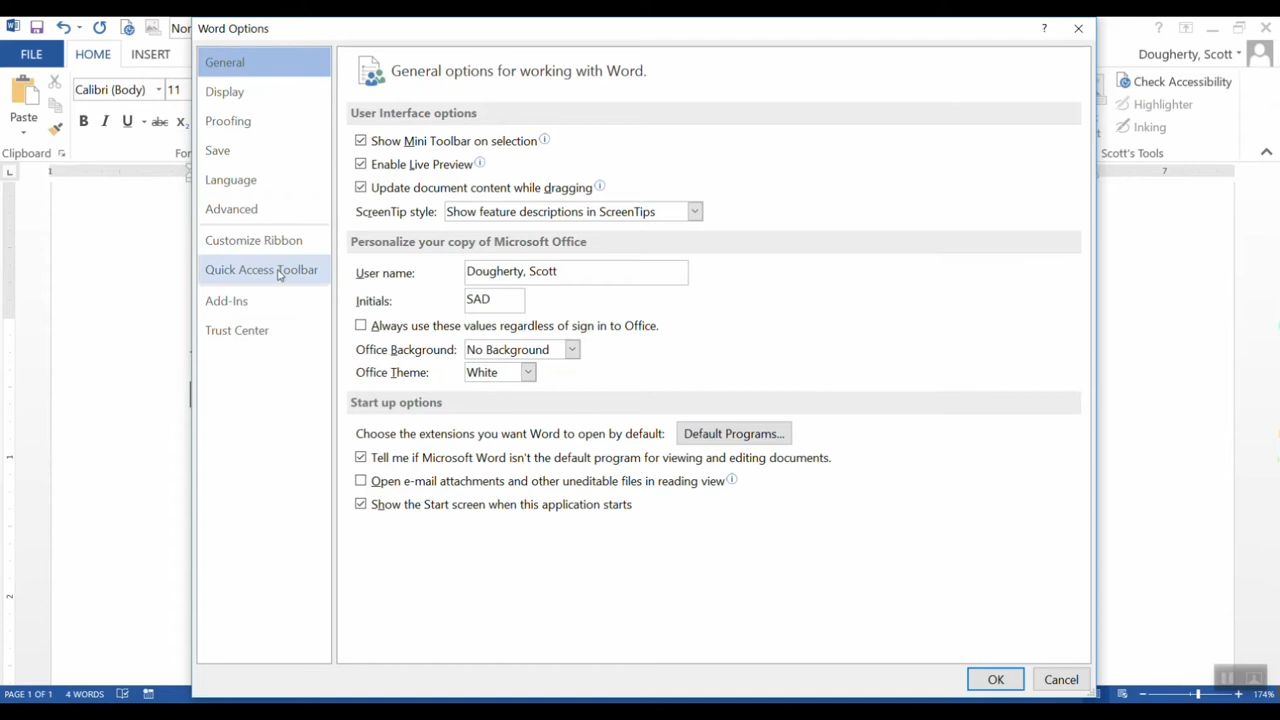 Nor
Word Options
?
?
FILE
HOME
INSERT
Dougherty, Scott
Paste
Calibri (Body)
11
B I U abc X₂
Clipboard
For
Check Accessibility
Highlighter
Inking
Scott's Tools
L
1
7
1
2
General
Display
Proofing
Save
Language
Advanced
Customize Ribbon
Quick Access Toolbar
Add-Ins
Trust Center
General options for working with Word.
User Interface options
Show Mini Toolbar on selection
Enable Live Preview
Update document content while dragging
ScreenTip style: Show feature descriptions in ScreenTips
Personalize your copy of Microsoft Office
User name: Dougherty, Scott
Initials: SAD
Always use these values regardless of sign in to Office.
Office Background: No Background
Office Theme: White
Start up options
Choose the extensions you want Word to open by default: Default Programs...
Tell me if Microsoft Word isn't the default program for viewing and editing documents.
Open e-mail attachments and other uneditable files in reading view
Show the Start screen when this application starts
OK
Cancel
PAGE 1 OF 1
4 WORDS
174%